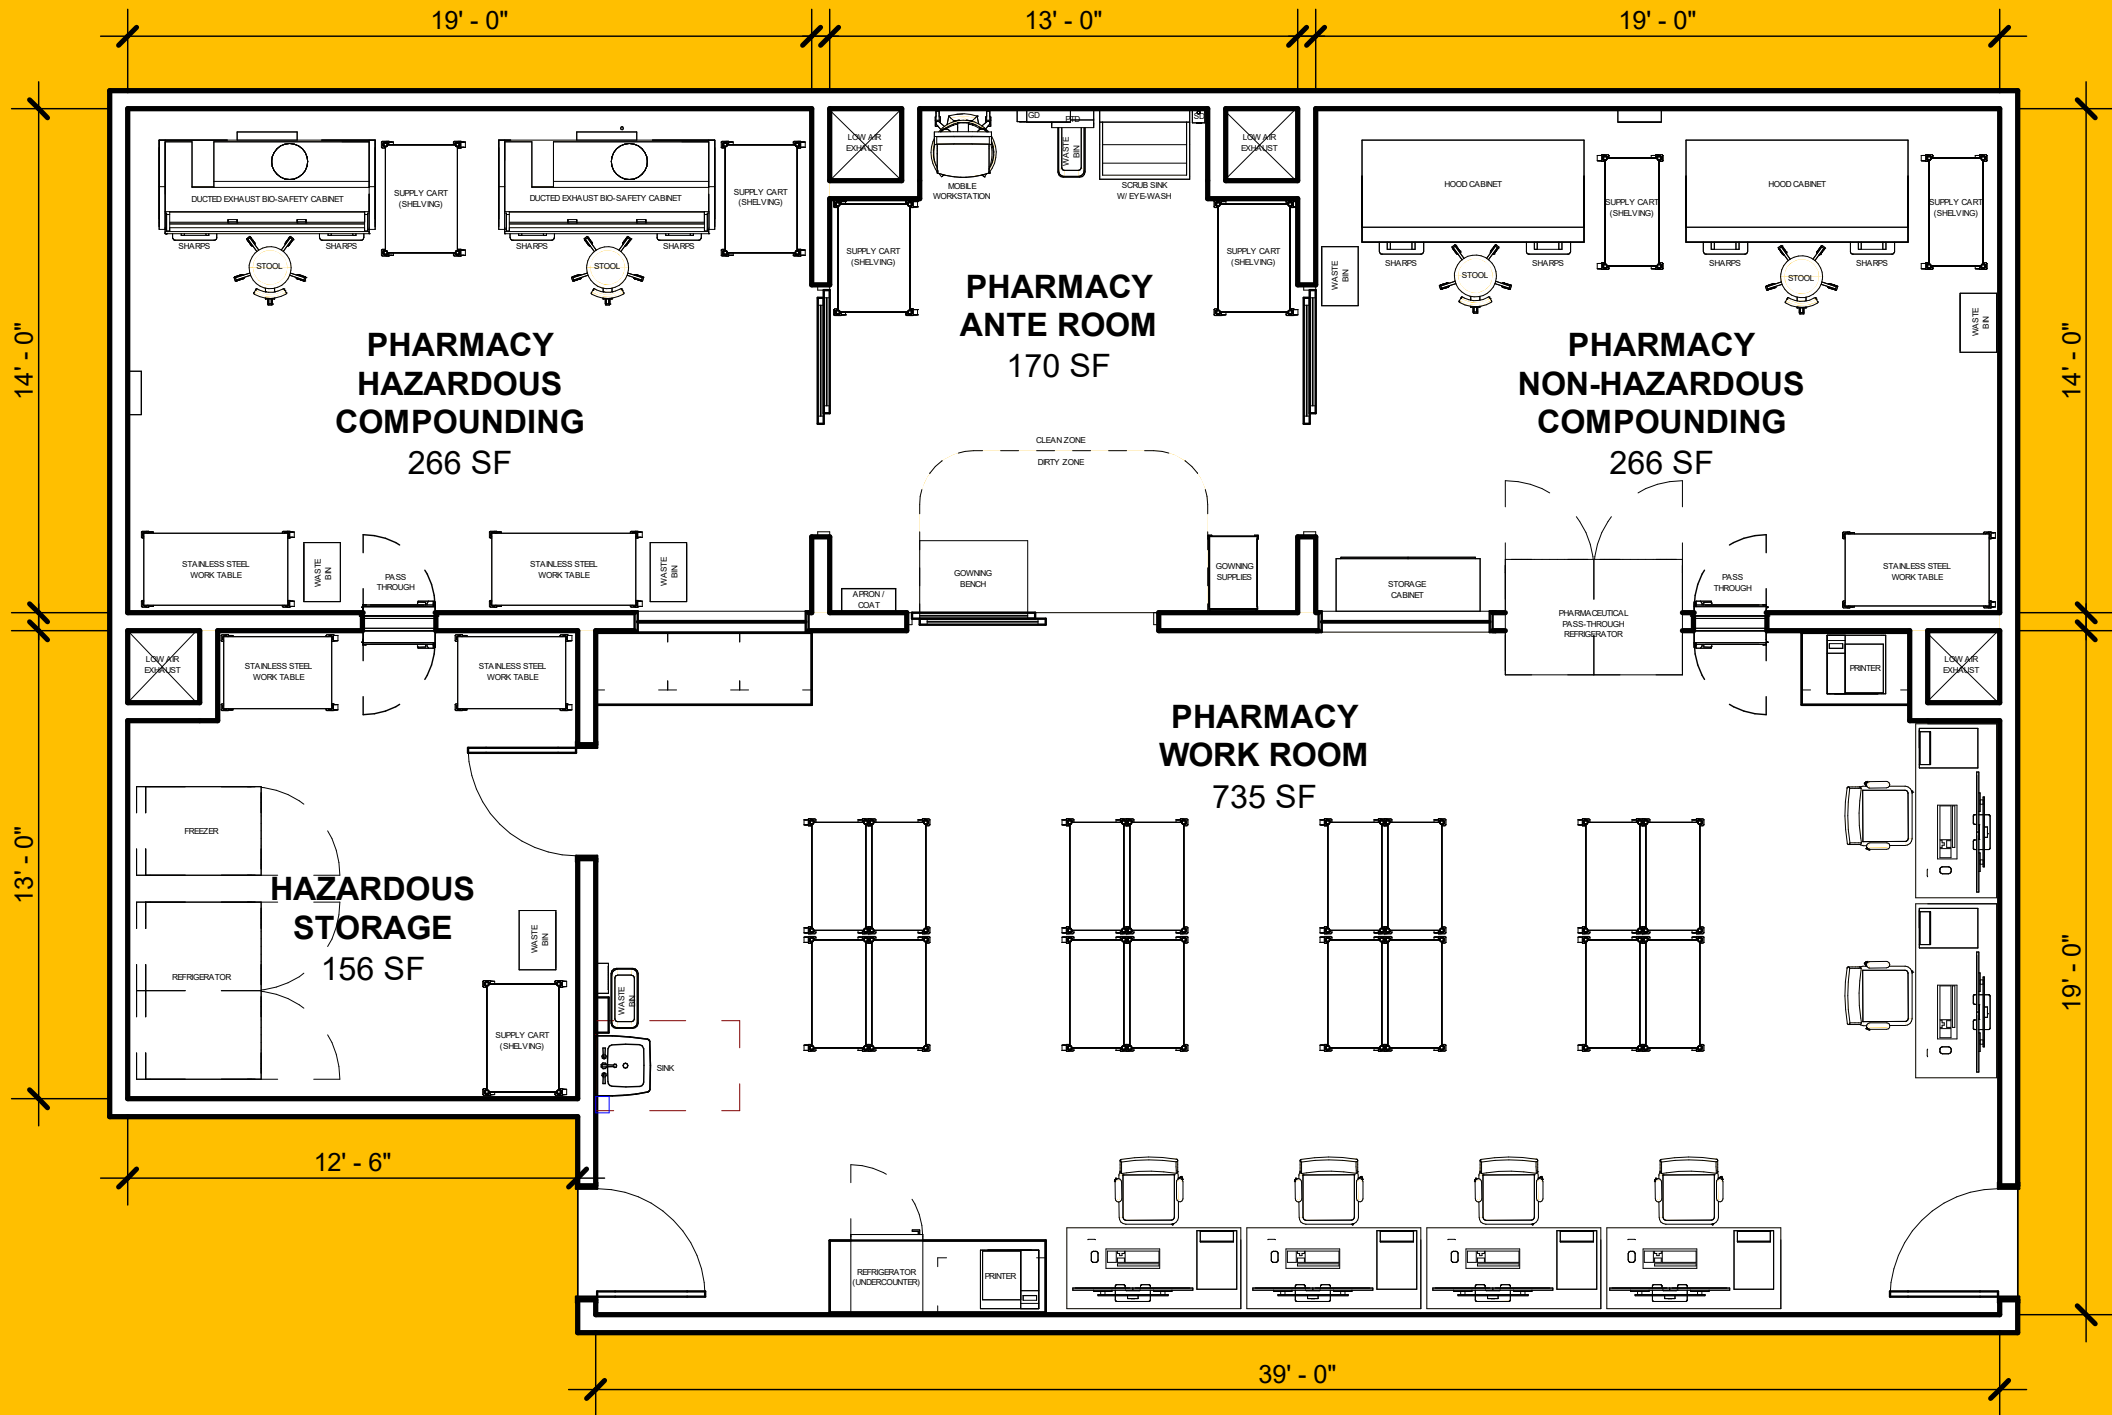 19' - 0"
13' - 0"
19' - 0"
LOW AIR
EXHAUST
GD
PTD
WASTE
BIN
SD
LOW AIR
EXHAUST
MOBILE
WORKSTATION
SCRUB SINK
W/ EYE-WASH
DUCTED EXHAUST BIO-SAFETY CABINET
SUPPLY CART
(SHELVING)
DUCTED EXHAUST BIO-SAFETY CABINET
SUPPLY CART
(SHELVING)
HOOD CABINET
SUPPLY CART
(SHELVING)
HOOD CABINET
SUPPLY CART
(SHELVING)
SHARPS
SHARPS
SHARPS
SHARPS
SUPPLY CART
(SHELVING)
SUPPLY CART
(SHELVING)
SHARPS
SHARPS
SHARPS
SHARPS
STOOL
STOOL
WASTE
BIN
STOOL
STOOL
WASTE
BIN
14' - 0"
PHARMACY
HAZARDOUS
COMPOUNDING
266 SF
PHARMACY
ANTE ROOM
170 SF
PHARMACY
NON-HAZARDOUS
COMPOUNDING
266 SF
14' - 0"
CLEAN ZONE
DIRTY ZONE
STAINLESS STEEL
WORK TABLE
WASTE
BIN
PASS
THROUGH
STAINLESS STEEL
WORK TABLE
WASTE
BIN
APRON /
COAT
GOWNING
BENCH
GOWNING
SUPPLIES
STORAGE
CABINET
PHARMACEUTICAL
PASS-THROUGH
REFRIGERATOR
PASS
THROUGH
STAINLESS STEEL
WORK TABLE
LOW AIR
EXHAUST
STAINLESS STEEL
WORK TABLE
STAINLESS STEEL
WORK TABLE
PRINTER
LOW AIR
EXHAUST
PHARMACY
WORK ROOM
735 SF
13' - 0"
FREEZER
HAZARDOUS
STORAGE
156 SF
WASTE
BIN
REFRIGERATOR
SUPPLY CART
(SHELVING)
WASTE
BIN
SINK
19' - 0"
12' - 6"
REFRIGERATOR
(UNDERCOUNTER)
PRINTER
39' - 0"